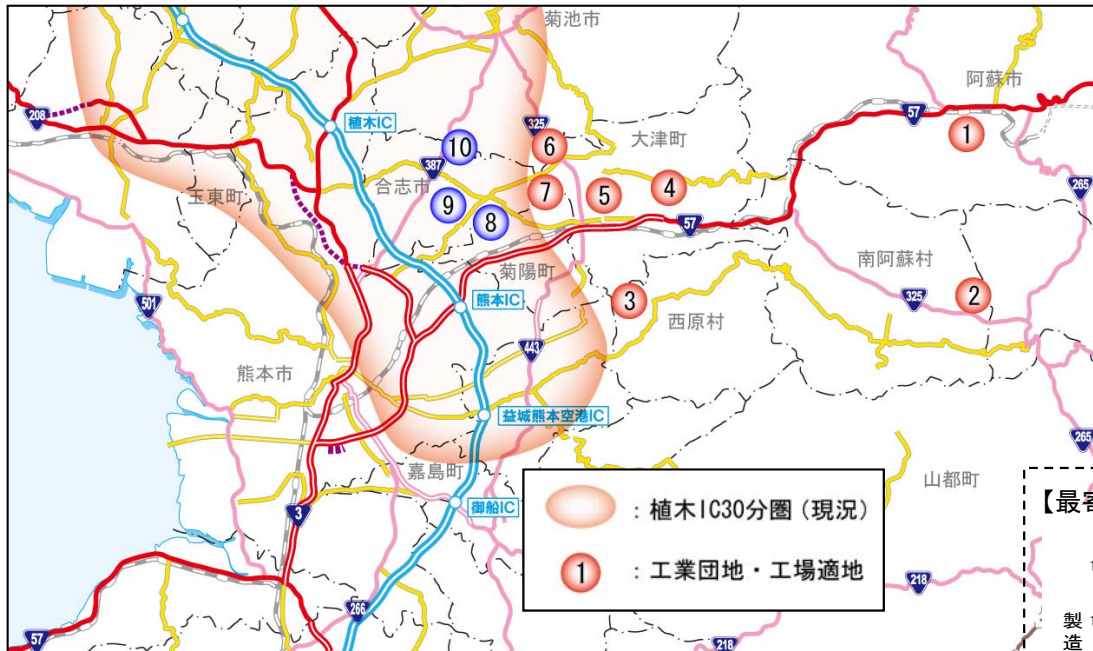 菊池市
阿蘇市
57
208
325
1
植木IC
10
6
大津町
387
265
玉東町
合志市
7
5
4
9
8
57
菊陽町
南阿蘇村
501
熊本IC
3
325
2
西原村
443
熊本市
益城熊本空港IC
265
嘉島町
山都町
御船IC
3
：植木IC30分圏（現況）
1
：工業団地・工場適地
【最寄
218
266
57
218
製
造